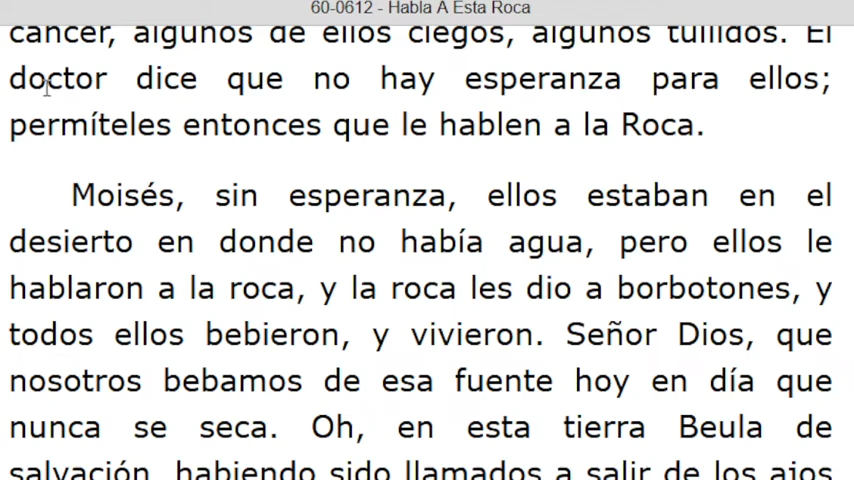 60-0612 - Habla A Esta Roca
cáncer, algunos de ellos ciegos, algunos tullidos. El
doctor dice que no hay esperanza para ellos;
permíteles entonces que le hablen a la Roca.
Moisés, sin esperanza, ellos estaban en el
desierto en donde no había agua, pero ellos le
hablaron a la roca, y la roca les dio a borbotones, y
todos ellos bebieron, y vivieron. Señor Dios, que
nosotros bebamos de esa fuente hoy en día que
nunca se seca. Oh, en esta tierra Beula de
salvación, habiendo sido llamados a salir de los ajos